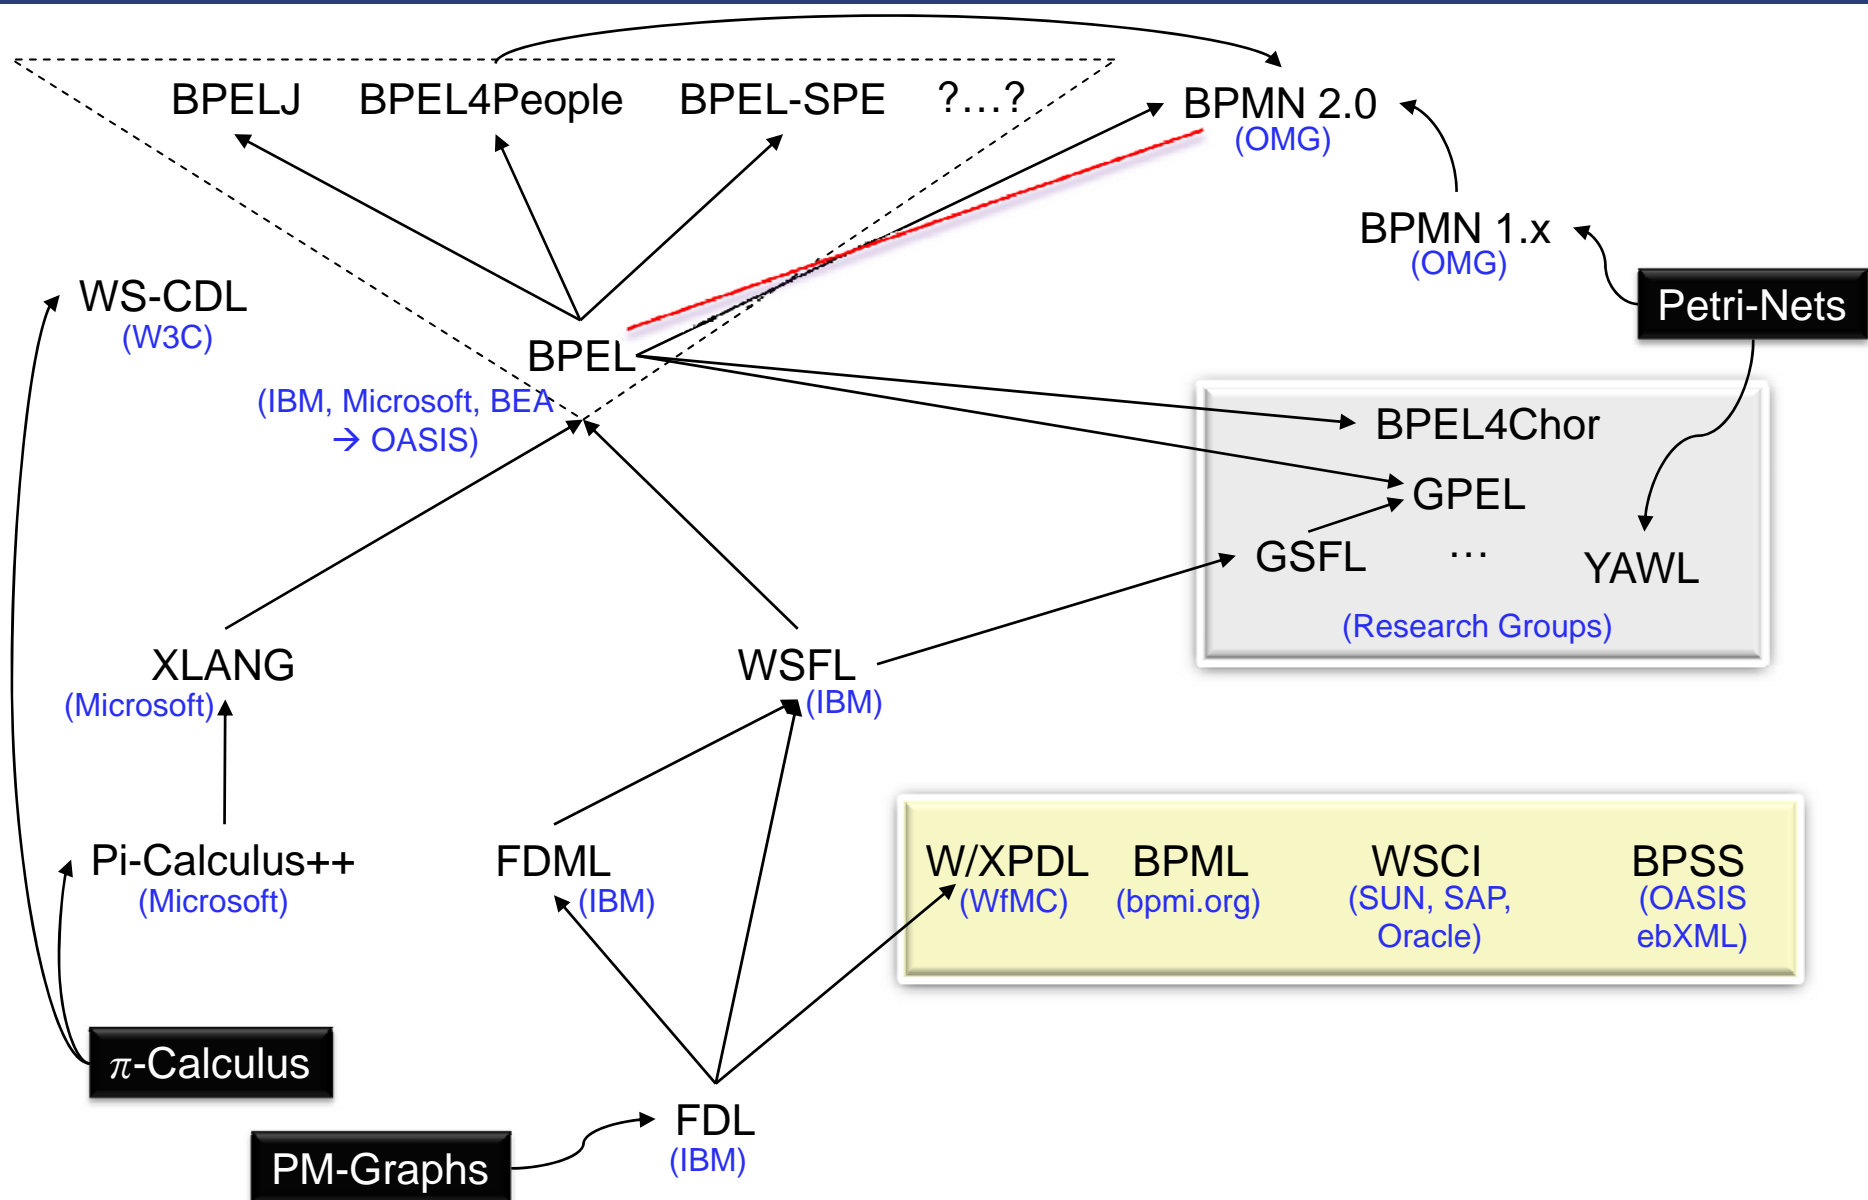 BPELJ BPEL4People BPEL-SPE ?…?
BPMN 2.0
(OMG)
BPMN 1.x
(OMG)
WS-CDL
(W3C)
Petri-Nets
BPEL
(IBM, Microsoft, BEA
→ OASIS)
BPEL4Chor
GPEL
GSFL … YAWL
(Research Groups)
XLANG
(Microsoft)
WSFL
(IBM)
Pi-Calculus++
(Microsoft)
FDML
(IBM)
W/XPDL BPML WSCI BPSS
(WfMC) (bpmi.org) (SUN, SAP, (OASIS
Oracle) ebXML)
π-Calculus
FDL
(IBM)
PM-Graphs